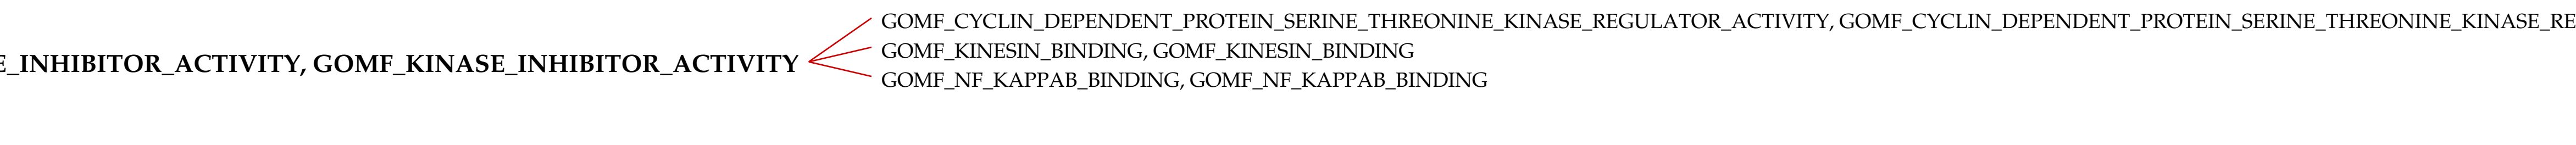 GOMF_CYCLIN_DEPENDENT_PROTEIN_SERINE_THREONINE_KINASE_REGULATOR_ACTIVITY, GOMF_CYCLIN_DEPENDENT_PROTEIN_SERINE_THREONINE_KINASE_RE
GOMF_KINESIN_BINDING, GOMF_KINESIN_BINDING
E_INHIBITOR_ACTIVITY, GOMF_KINASE_INHIBITOR_ACTIVITY
GOMF_NF_KAPPAB_BINDING, GOMF_NF_KAPPAB_BINDING